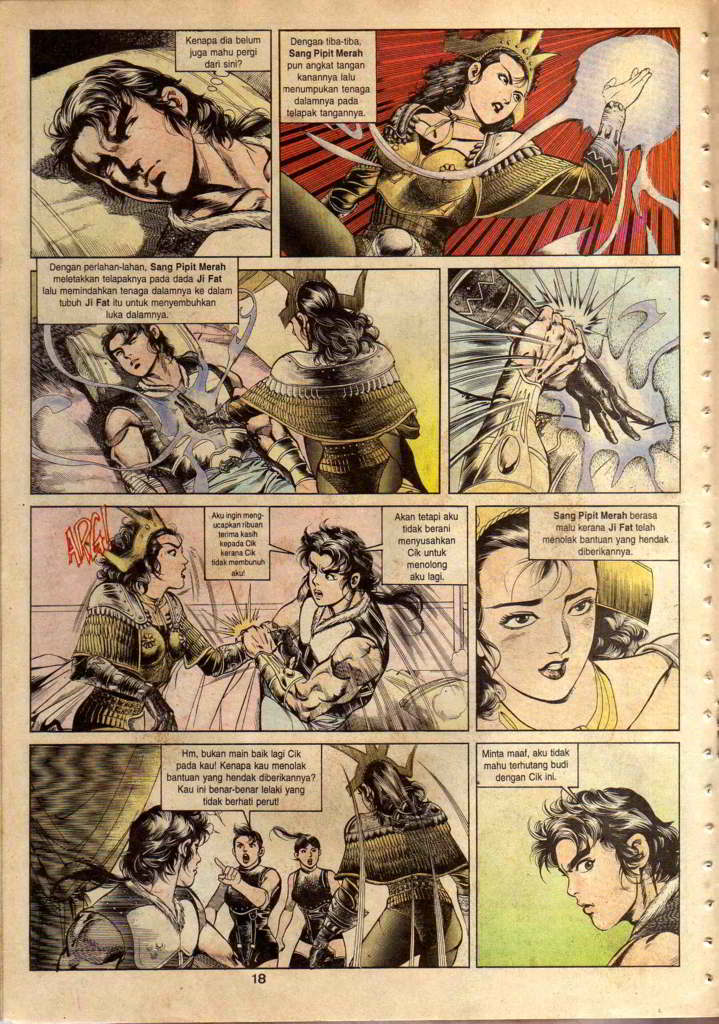 Kenapa dia belum
juga mahu pergi
dari sini?
Dengan tiba-tiba,
Sang Pipit Merah
pun angkat tangan
kanannya lalu
menumpukan tenaga
dalamnya pada
telapak tangannya.
Dengan perlahan-lahan, Sang Pipit Merah
meletakkan telapaknya pada dada Ji Fat
lalu memindahkan tenaga dalamnya ke dalam
tubuh Ji Fat itu untuk menyembuhkan
luka dalamnya.
ARG!
Aku ingin meng-
ucapkan ribuan
terima kasih
kepada Cik
kerana Cik
tidak membunuh
aku!
Akan tetapi aku
tidak berani
menyusahkan
Cik untuk
menolong
aku lagi.
Sang Pipit Merah berasa
malu kerana Ji Fat telah
menolak bantuan yang hendak
diberikannya.
Hm, bukan main baik lagi Cik
pada kau! Kenapa kau menolak
bantuan yang hendak diberikannya?
Kau ini benar-benar lelaki yang
tidak berhati perut!
Minta maaf, aku tidak
mahu terhutang budi
dengan Cik ini.
18